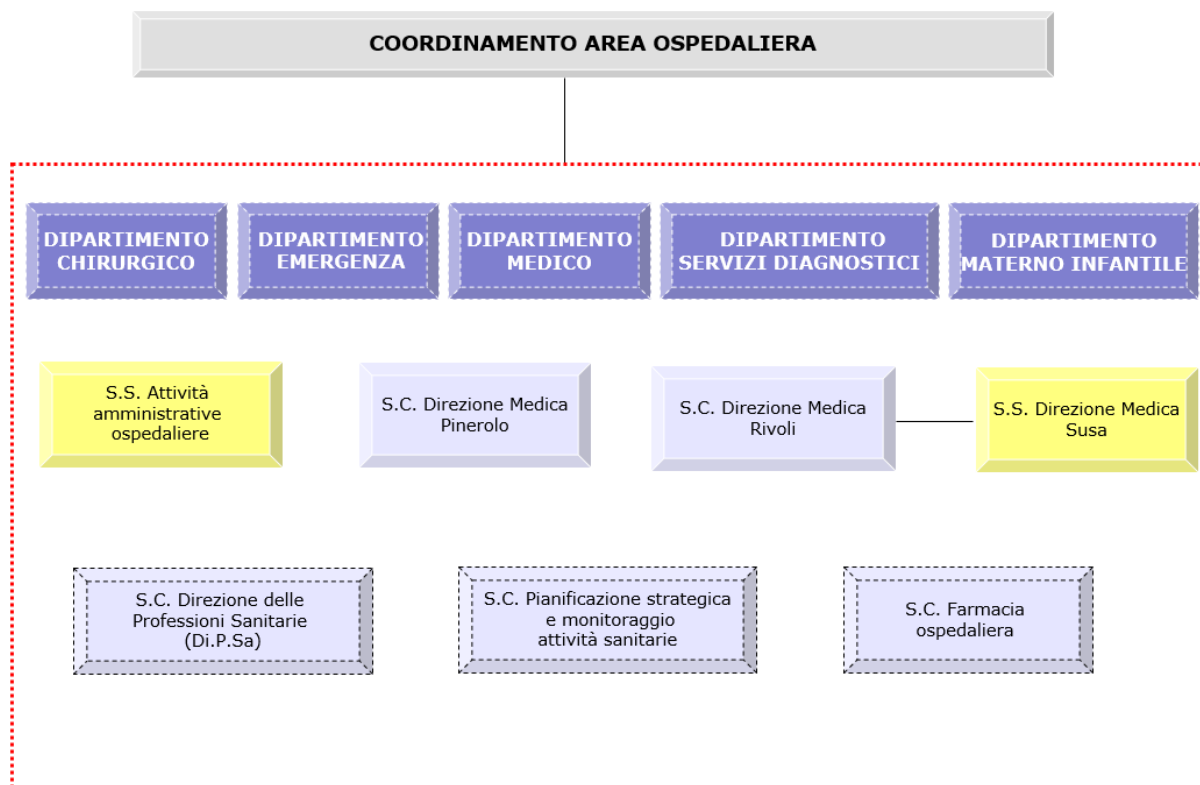 COORDINAMENTO AREA OSPEDALIERA
DIPARTIMENTO
CHIRURGICO
DIPARTIMENTO
EMERGENZA
DIPARTIMENTO
MEDICO
DIPARTIMENTO
SERVIZI DIAGNOSTICI
DIPARTIMENTO
MATERNO INFANTILE
S.S. Attività
amministrative
ospedaliere
S.C. Direzione Medica
Pinerolo
S.C. Direzione Medica
Rivoli
S.S. Direzione Medica
Susa
S.C. Direzione delle
Professioni Sanitarie
(Di.P.Sa)
S.C. Pianificazione strategica
e monitoraggio
attività sanitarie
S.C. Farmacia
ospedaliera